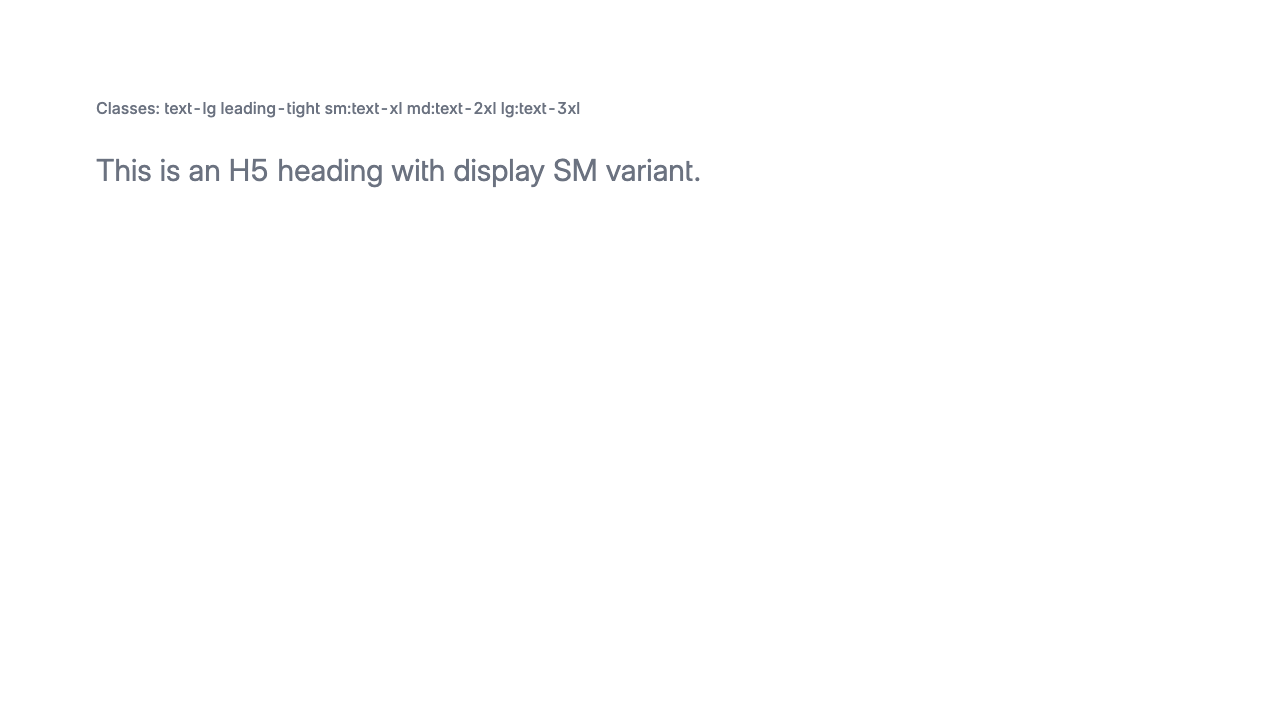 Classes: text-lg leading-tight sm:text-xl md:text-2xl lg:text-3xl
This is an H5 heading with display SM variant.